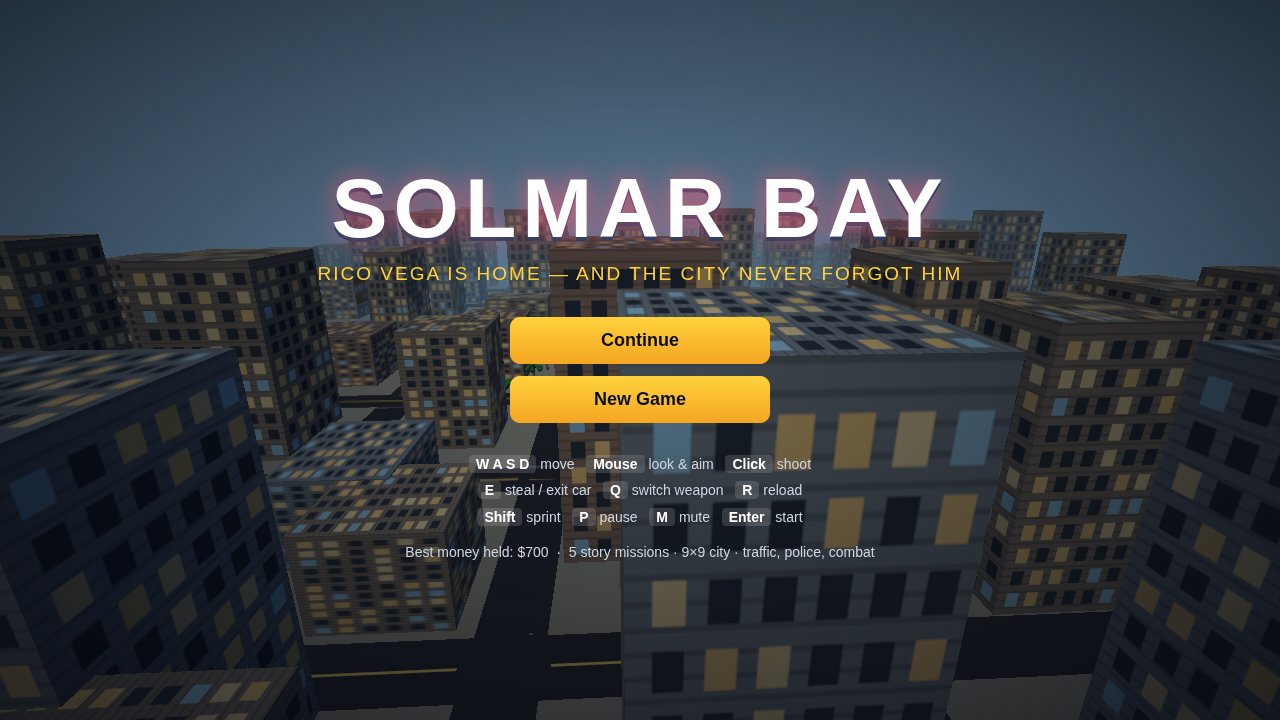 SOLMAR BAY
RICO VEGA IS HOME — AND THE CITY NEVER FORGOT HIM
Continue
New Game
W A S D move Mouse look & aim Click shoot
E steal / exit car Q switch weapon R reload
Shift sprint P pause M mute Enter start
Best money held: $700 · 5 story missions · 9×9 city · traffic, police, combat